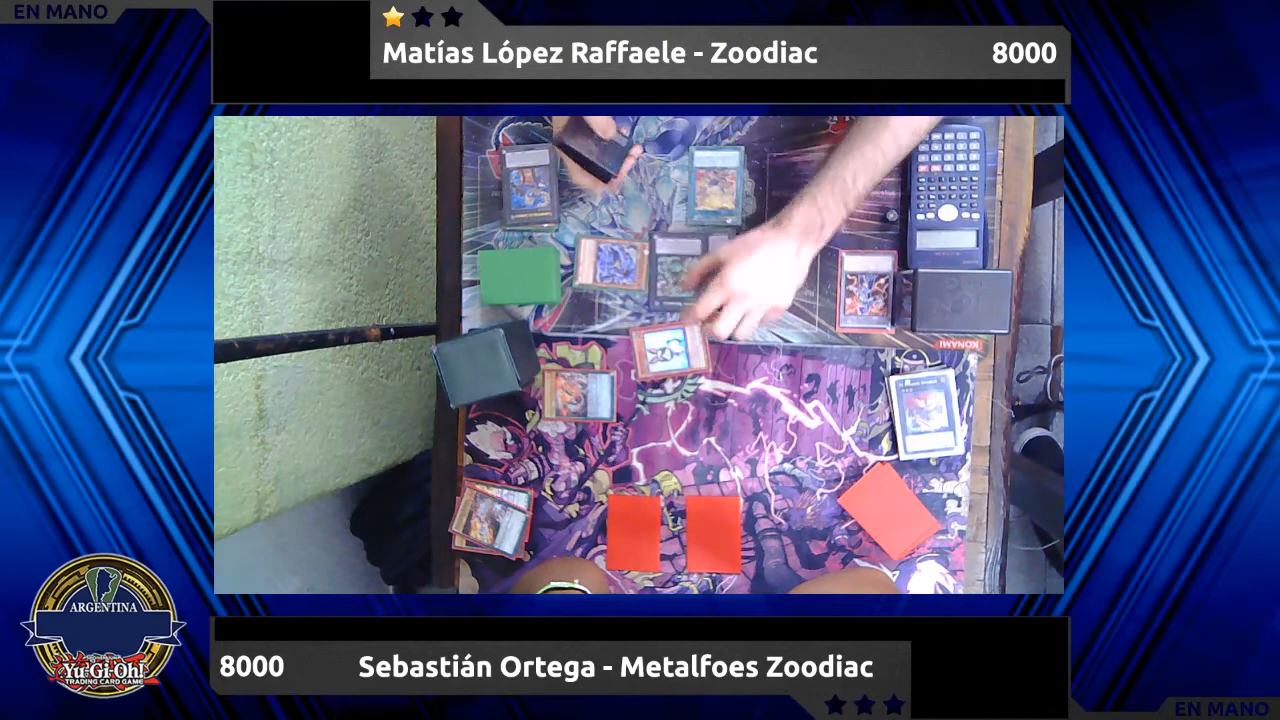 EN MANO
Matías López Raffaele - Zoodiac
8000
KONAMI
ARGENTINA
Yu-Gi-Oh!
TRADING CARD GAME
8000
Sebastián Ortega - Metalfoes Zoodiac
EN MANO